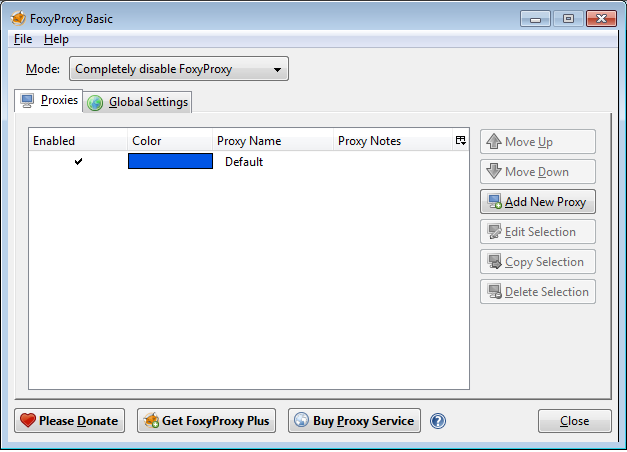 FoxyProxy Basic
File Help
Mode: Completely disable FoxyProxy
Proxies Global Settings
Enabled Color Proxy Name Proxy Notes
Default
Move Up
Move Down
Add New Proxy
Edit Selection
Copy Selection
Delete Selection
Please Donate Get FoxyProxy Plus Buy Proxy Service ? Close